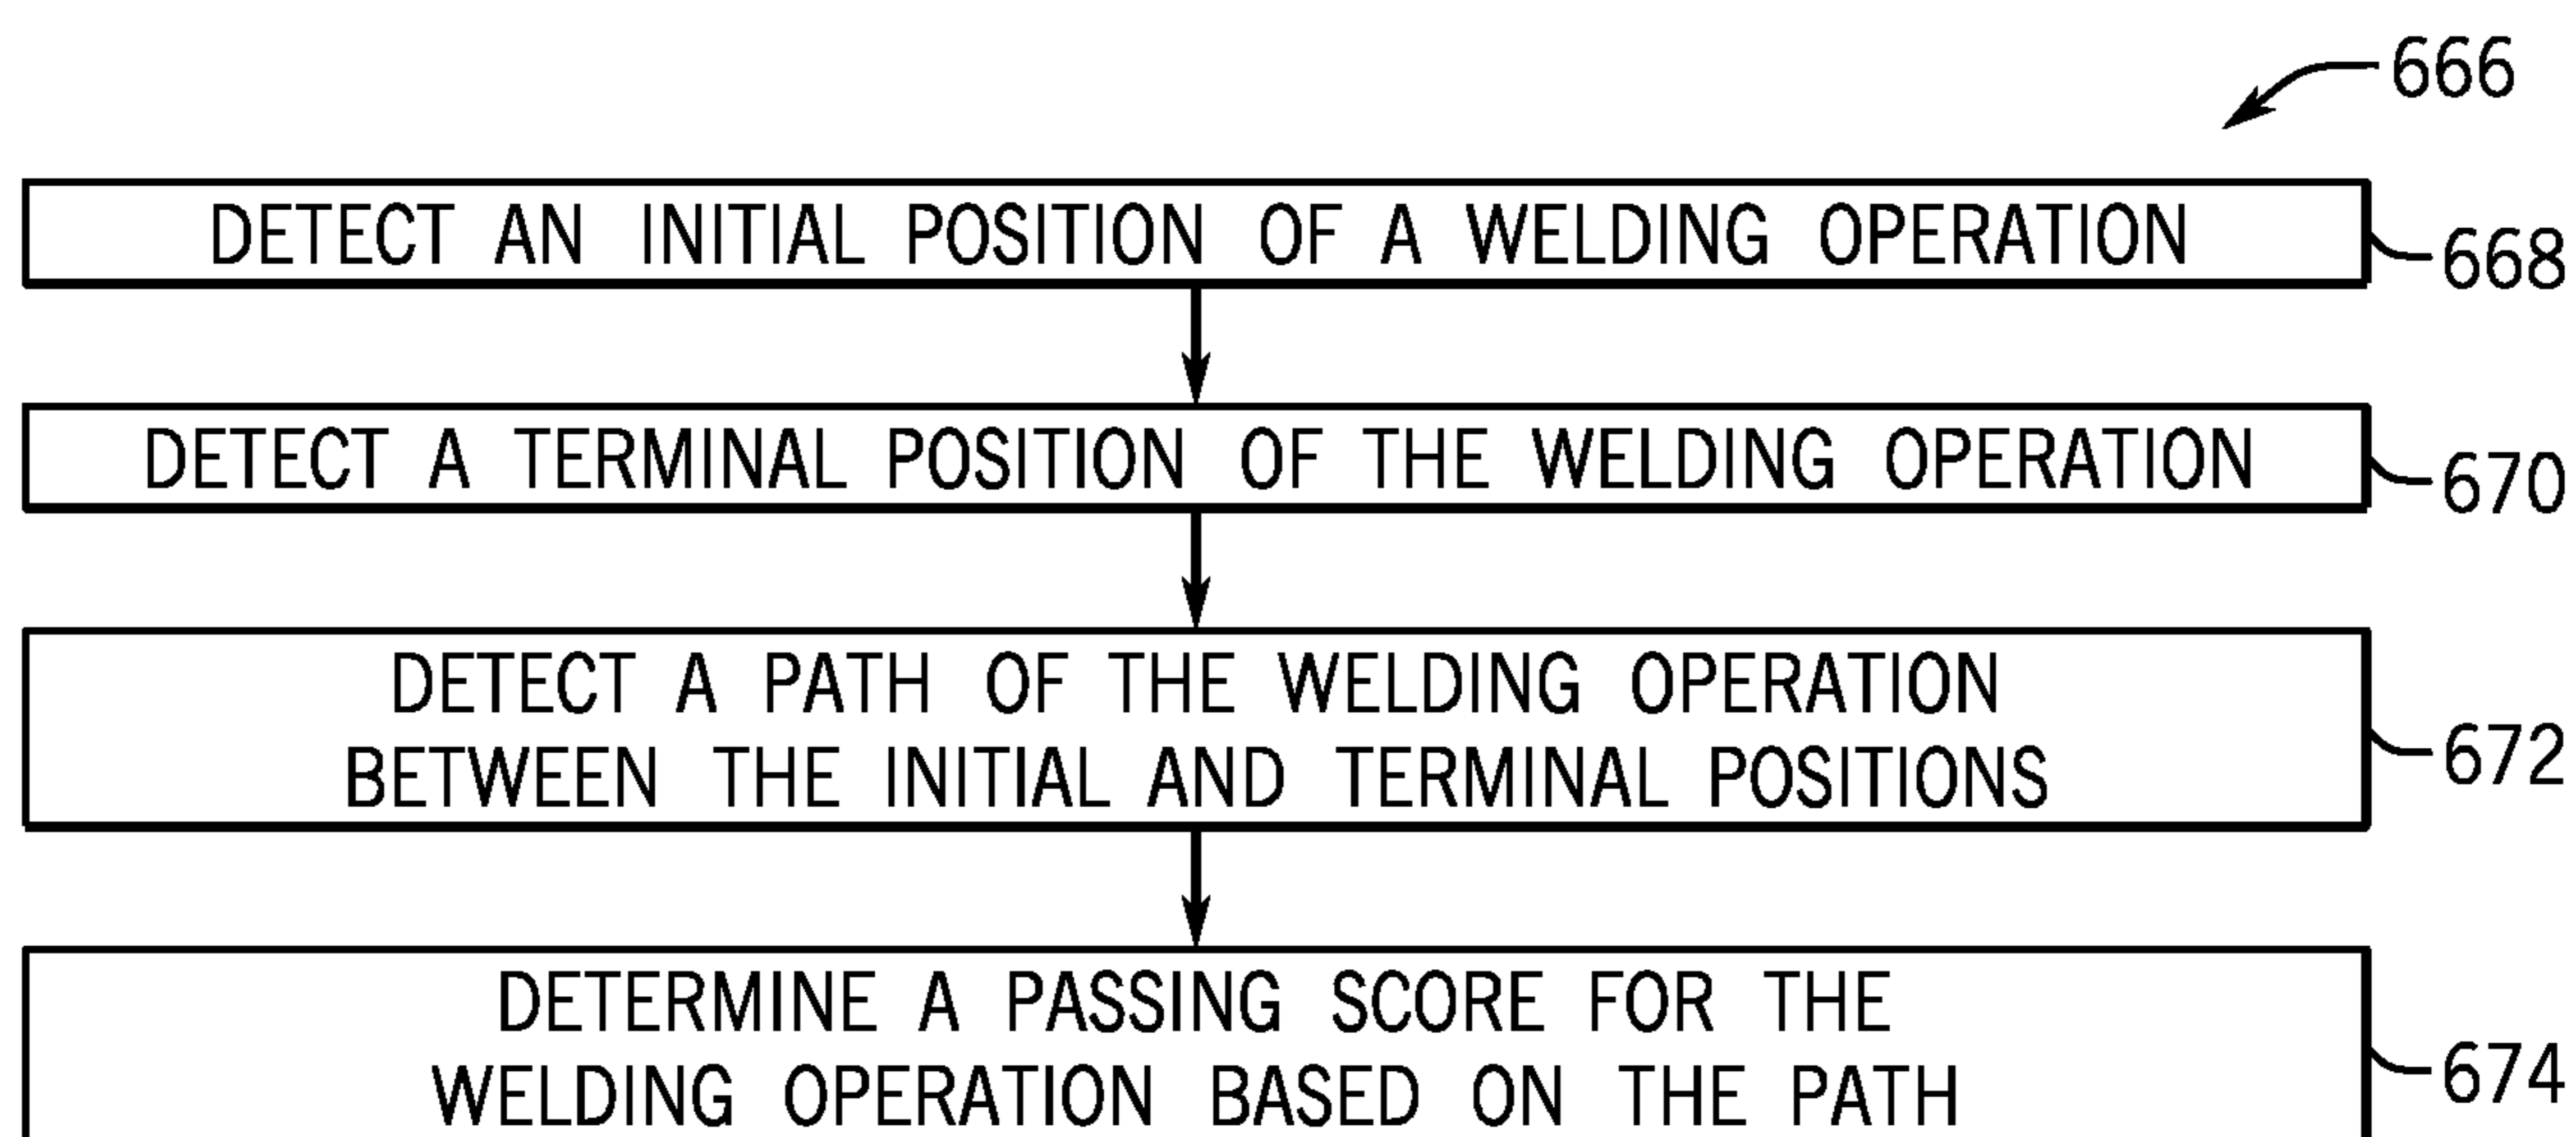 666
DETECT AN INITIAL POSITION OF A WELDING OPERATION
668
DETECT A TERMINAL POSITION OF THE WELDING OPERATION
670
DETECT A PATH OF THE WELDING OPERATION
BETWEEN THE INITIAL AND TERMINAL POSITIONS
672
DETERMINE A PASSING SCORE FOR THE
WELDING OPERATION BASED ON THE PATH
674